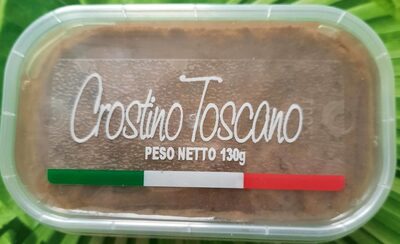 Crostino Toscano
PESO NETTO 130g